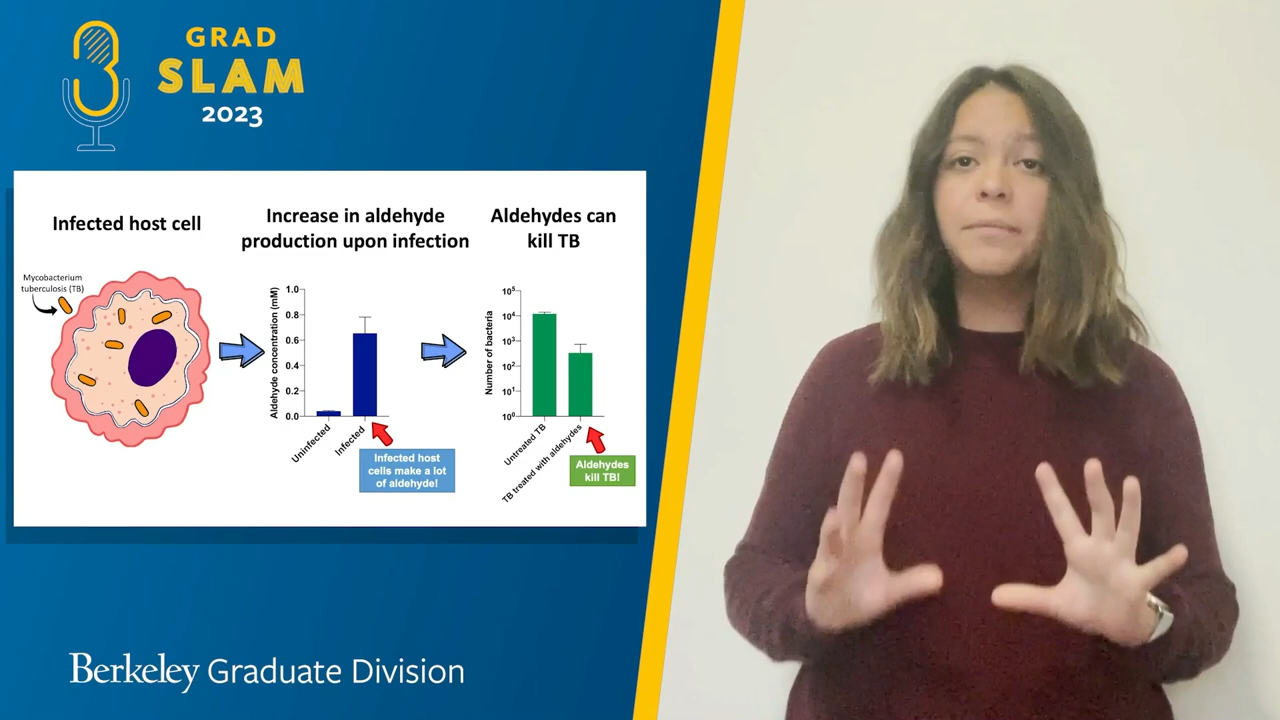 GRAD
SLAM
2023
Infected host cell
Increase in aldehyde
production upon infection
Aldehydes can
kill TB
Mycobacterium
tuberculosis (TB)
Aldehyde concentration (mM)
1.0
0.8
0.6
0.4
0.2
0.0
Uninfected
Infected
Infected host
cells make a lot
of aldehyde!
Number of bacteria
10⁵
10⁴
10³
10²
10¹
10⁰
Untreated TB
TB treated with aldehydes
Aldehydes
kill TB!
Berkeley Graduate Division